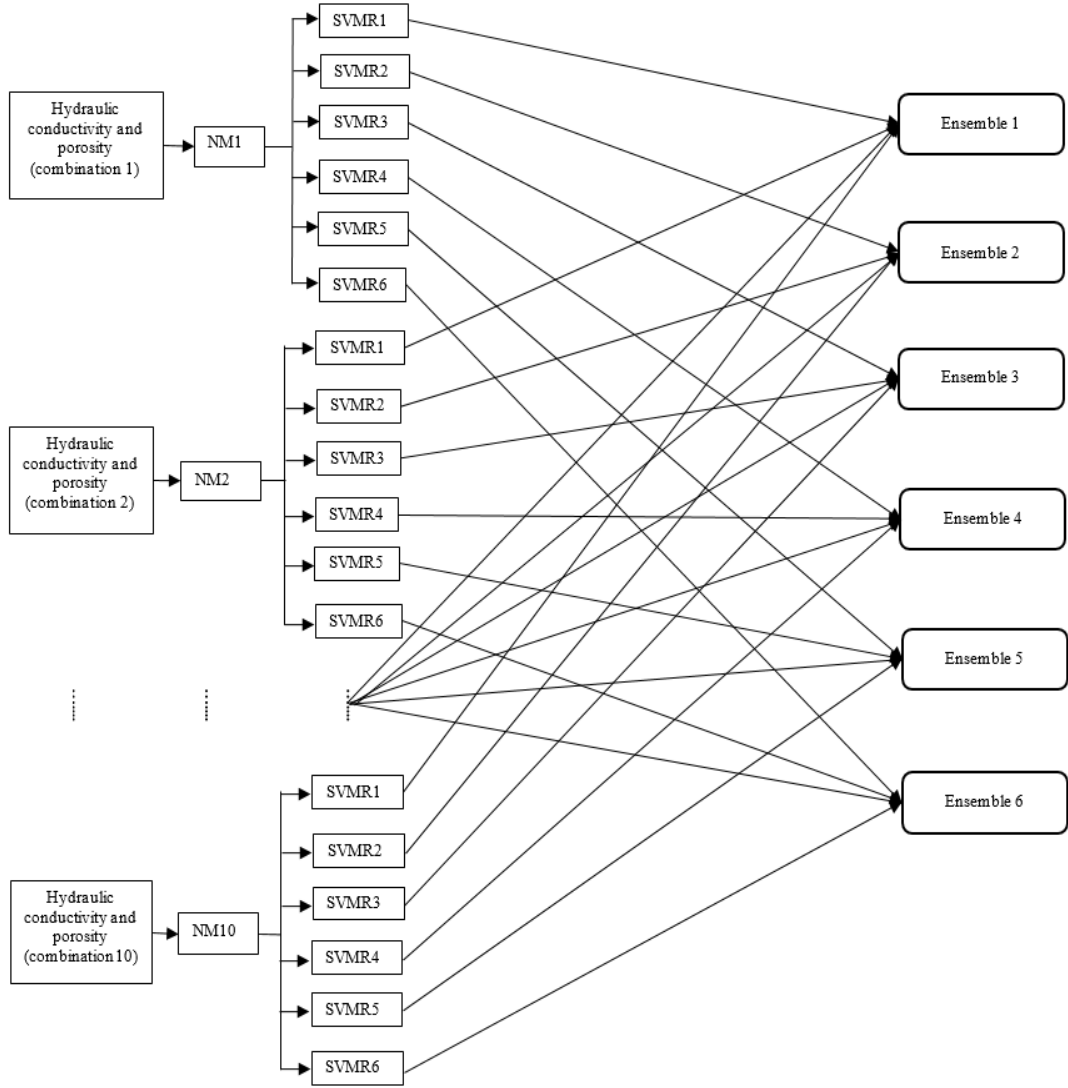 Hydraulic
conductivity and
porosity
(combination 1)
NM1
SVMR1
SVMR2
SVMR3
SVMR4
SVMR5
SVMR6
Hydraulic
conductivity and
porosity
(combination 2)
NM2
SVMR1
SVMR2
SVMR3
SVMR4
SVMR5
SVMR6
Hydraulic
conductivity and
porosity
(combination 10)
NM10
SVMR1
SVMR2
SVMR3
SVMR4
SVMR5
SVMR6
Ensemble 1
Ensemble 2
Ensemble 3
Ensemble 4
Ensemble 5
Ensemble 6